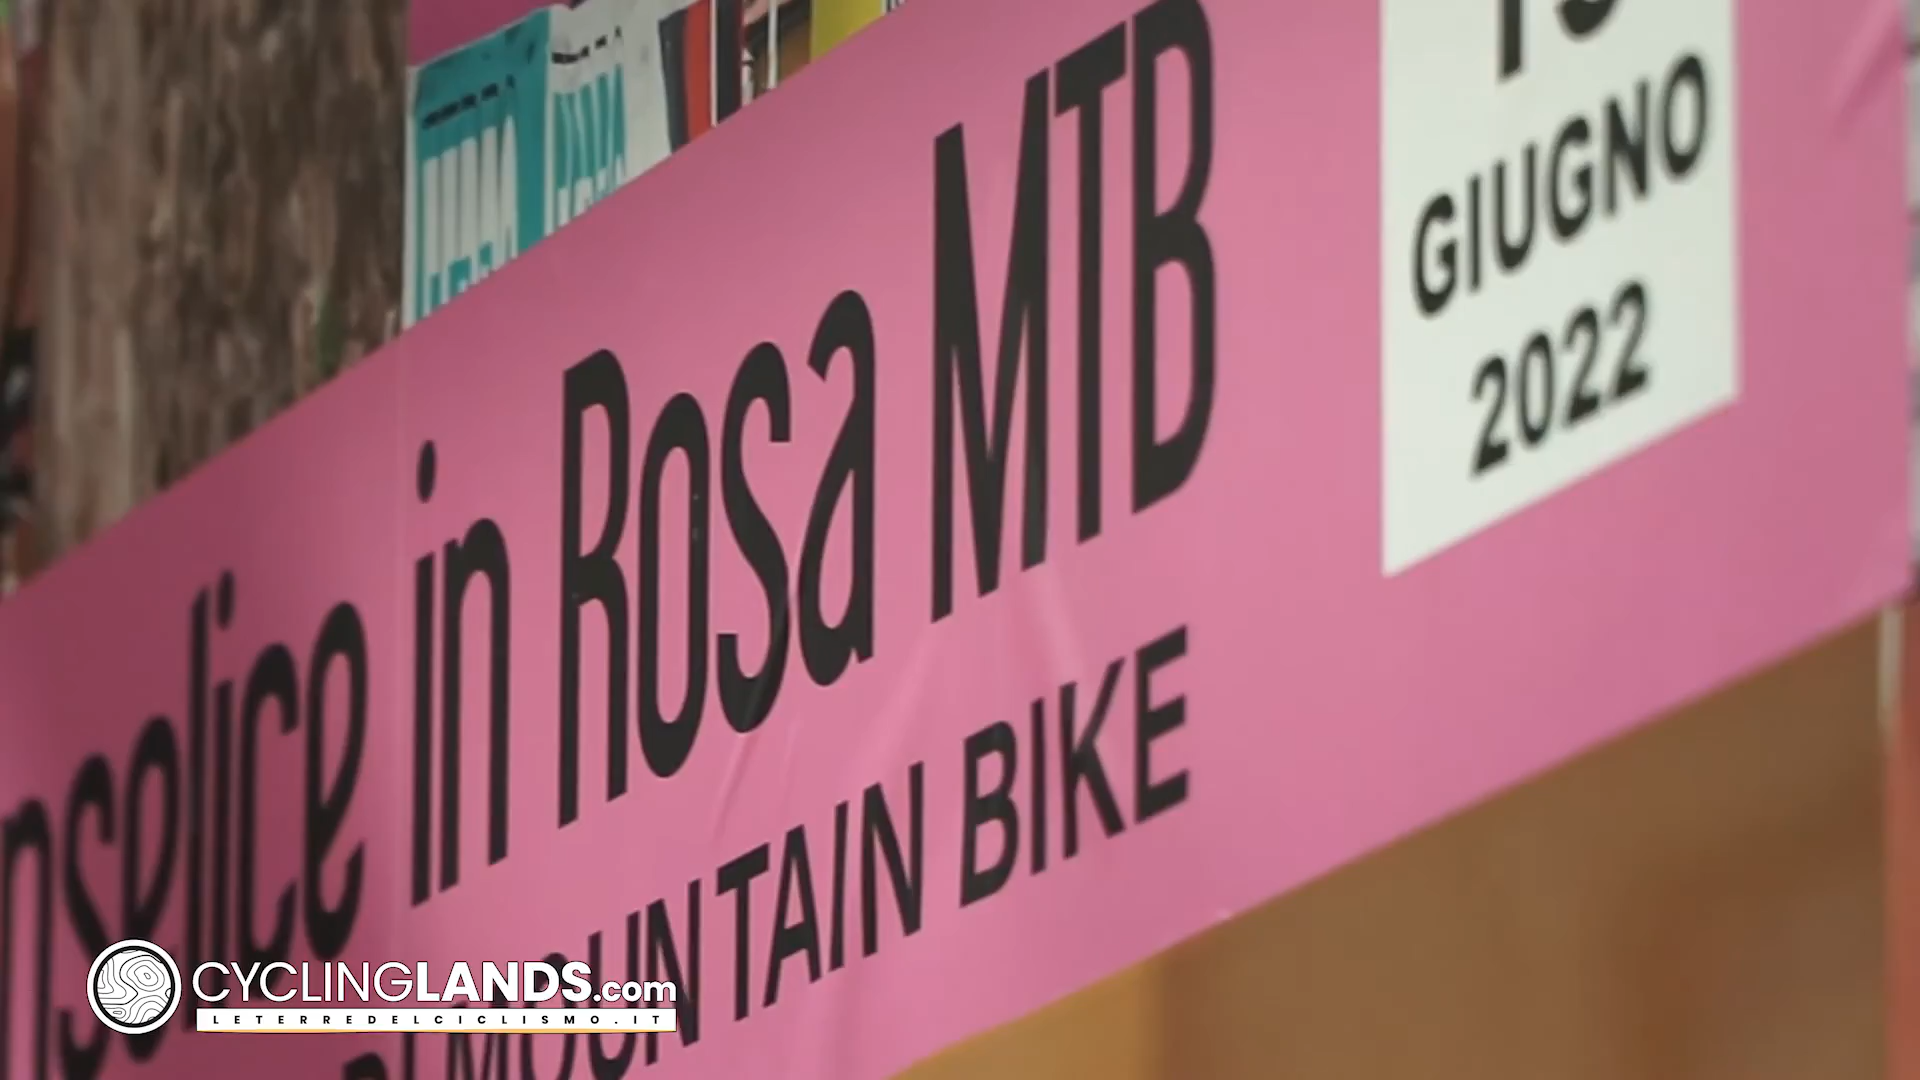 nselice in Rosa MTB
MOUNTAIN BIKE
GIUGNO
2022
CYCLINGLANDS.com
LETERREDELCICLISMO.IT